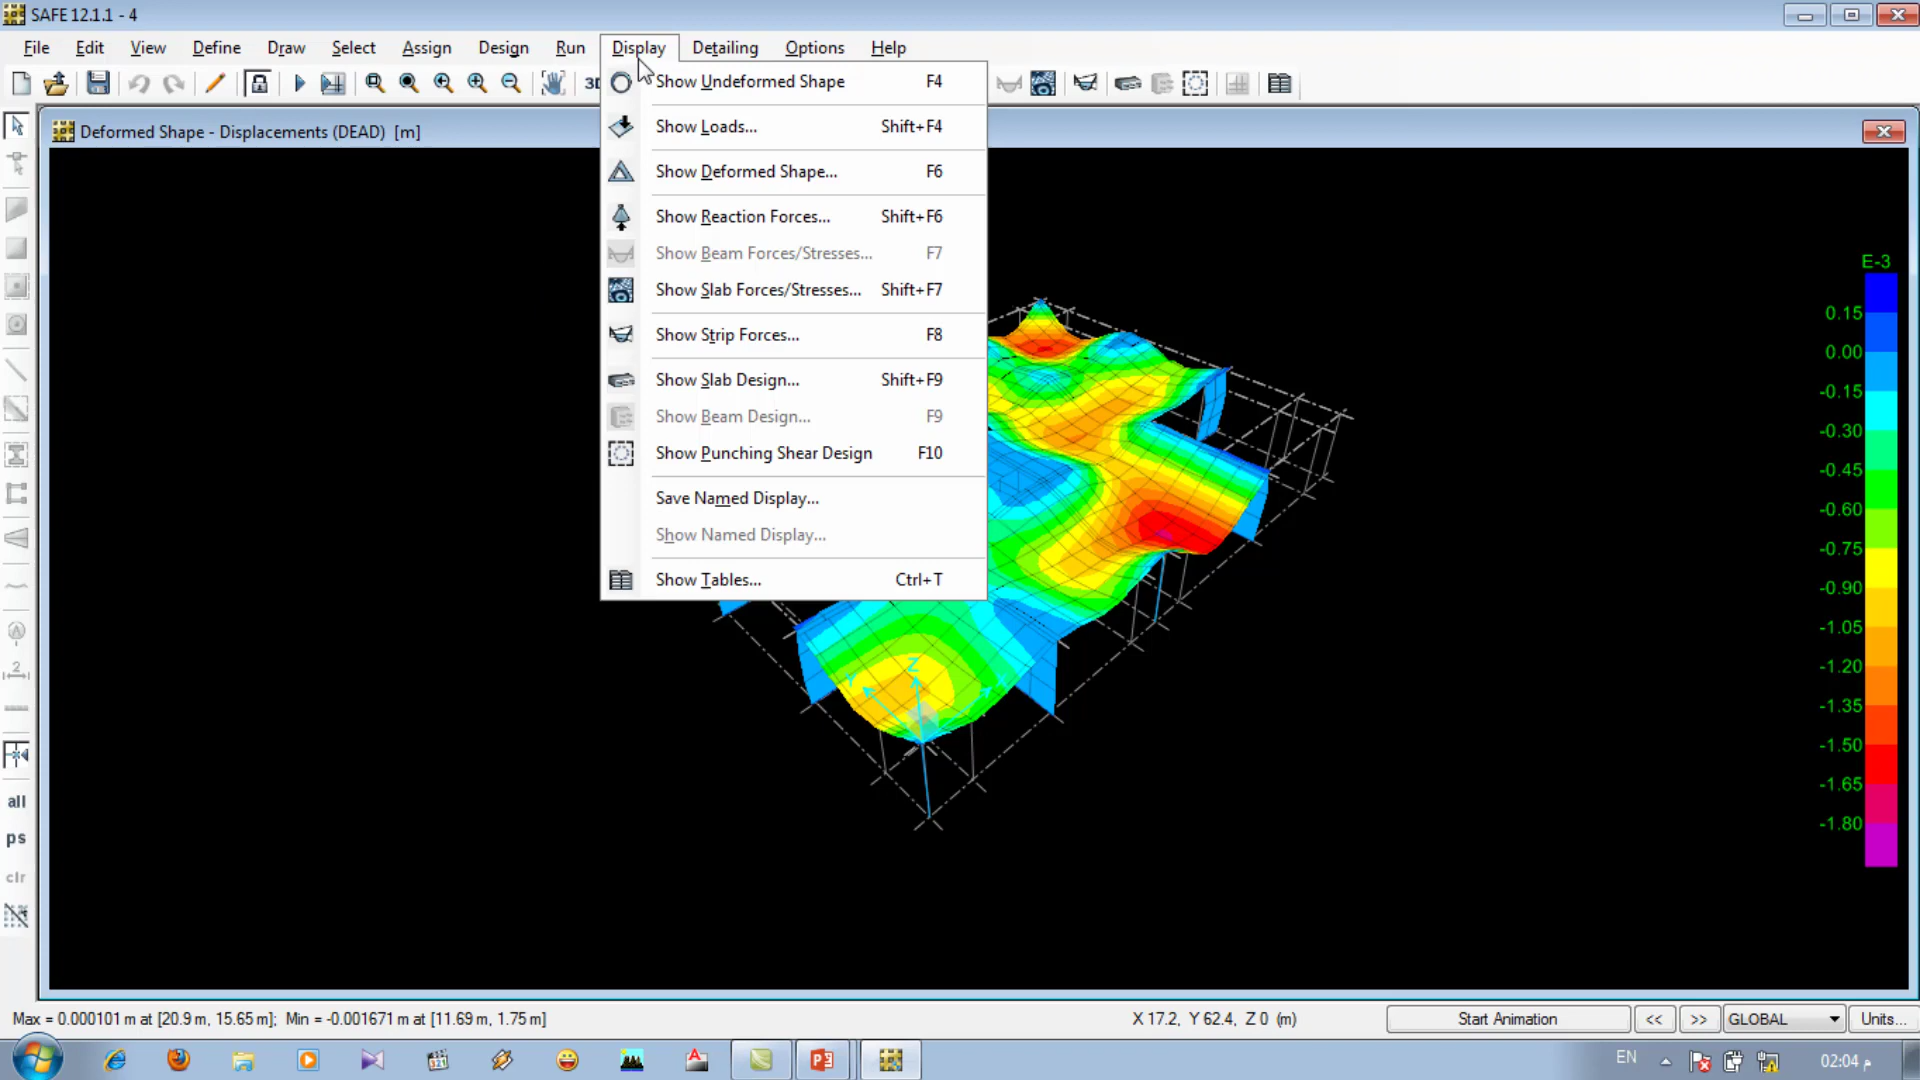 SAFE 12.1.1 - 4
File Edit View Define Draw Select Assign Design Run Display Detailing Options Help
3D
Deformed Shape - Displacements (DEAD) [m]
Show Undeformed Shape F4
Show Loads... Shift+F4
Show Deformed Shape... F6
Show Reaction Forces... Shift+F6
Show Beam Forces/Stresses... F7
Show Slab Forces/Stresses... Shift+F7
Show Strip Forces... F8
Show Slab Design... Shift+F9
Show Beam Design... F9
Show Punching Shear Design F10
Save Named Display...
Show Named Display...
Show Tables... Ctrl+T
E-3
0.15
0.00
-0.15
-0.30
-0.45
-0.60
-0.75
-0.90
-1.05
-1.20
-1.35
-1.50
-1.65
-1.80
Z
Y
all
ps
clr
Max = 0.000101 m at [20.9 m, 15.65 m]; Min = -0.001671 m at [11.69 m, 1.75 m]
X 17.2, Y 62.4, Z 0 (m)
Start Animation << >> GLOBAL Units...
EN
02:04 م